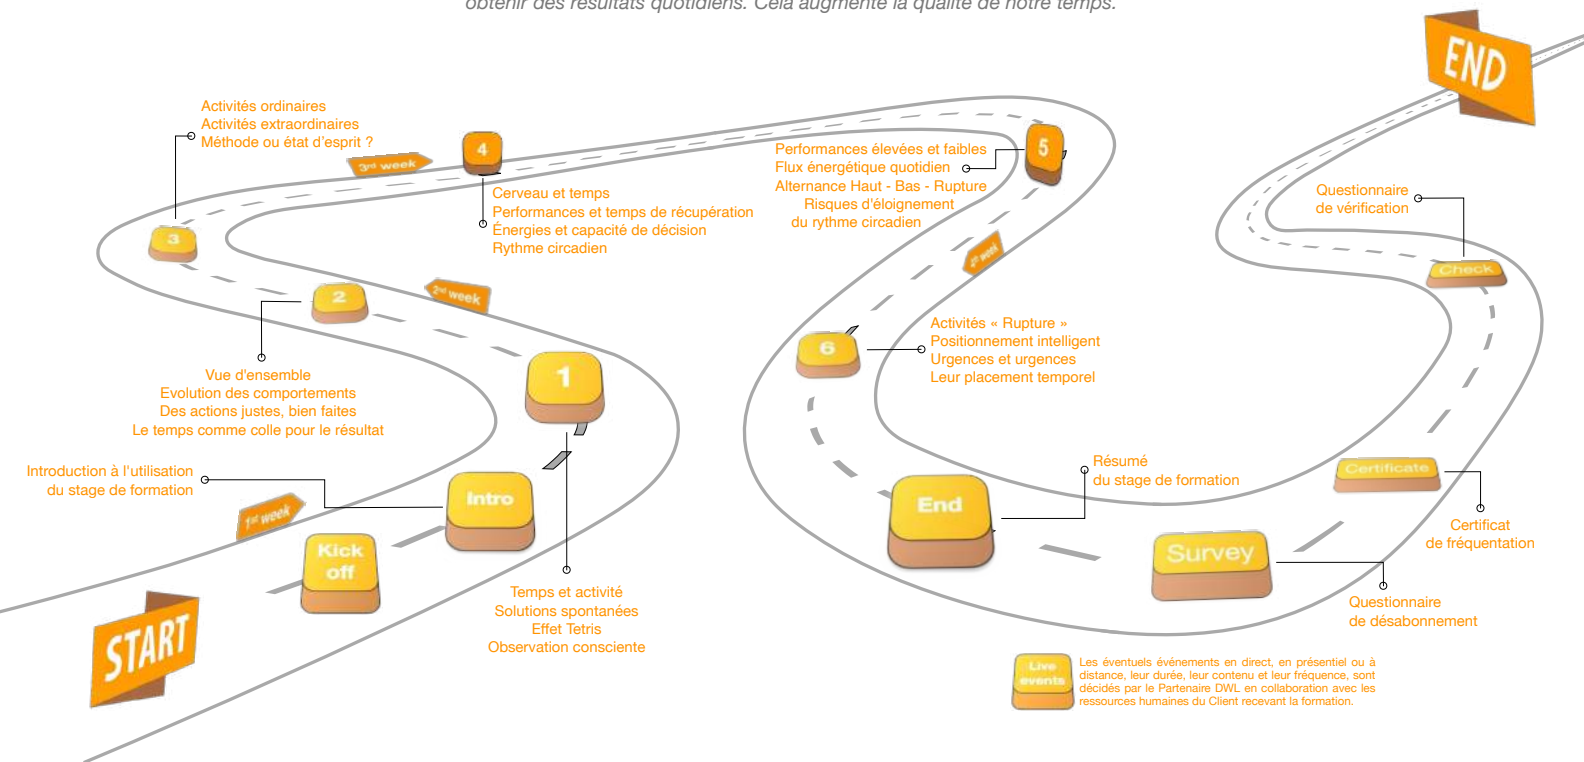 obtenir des résultats quotidiens. Cela augmente la qualité de notre temps.
END
Activités ordinaires
Activités extraordinaires
Méthode ou état d'esprit ?
3rd week
4
5
Performances élevées et faibles
Flux énergétique quotidien
Alternance Haut - Bas - Rupture
Risques d'éloignement
du rythme circadien
Questionnaire
de vérification
Cerveau et temps
Performances et temps de récupération
Énergies et capacité de décision
Rythme circadien
3
week
Check
2
2nd week
6
Activités « Rupture »
Positionnement intelligent
Urgences et urgences
Leur placement temporel
1
Vue d'ensemble
Evolution des comportements
Des actions justes, bien faites
Le temps comme colle pour le résultat
Introduction à l'utilisation
du stage de formation
Intro
1st week
Kick
off
End
Résumé
du stage de formation
Certificate
Certificat
de fréquentation
Survey
Questionnaire
de désabonnement
START
Temps et activité
Solutions spontanées
Effet Tetris
Observation consciente
Live
events
Les éventuels événements en direct, en présentiel ou à
distance, leur durée, leur contenu et leur fréquence, sont
décidés par le Partenaire DWL en collaboration avec les
ressources humaines du Client recevant la formation.